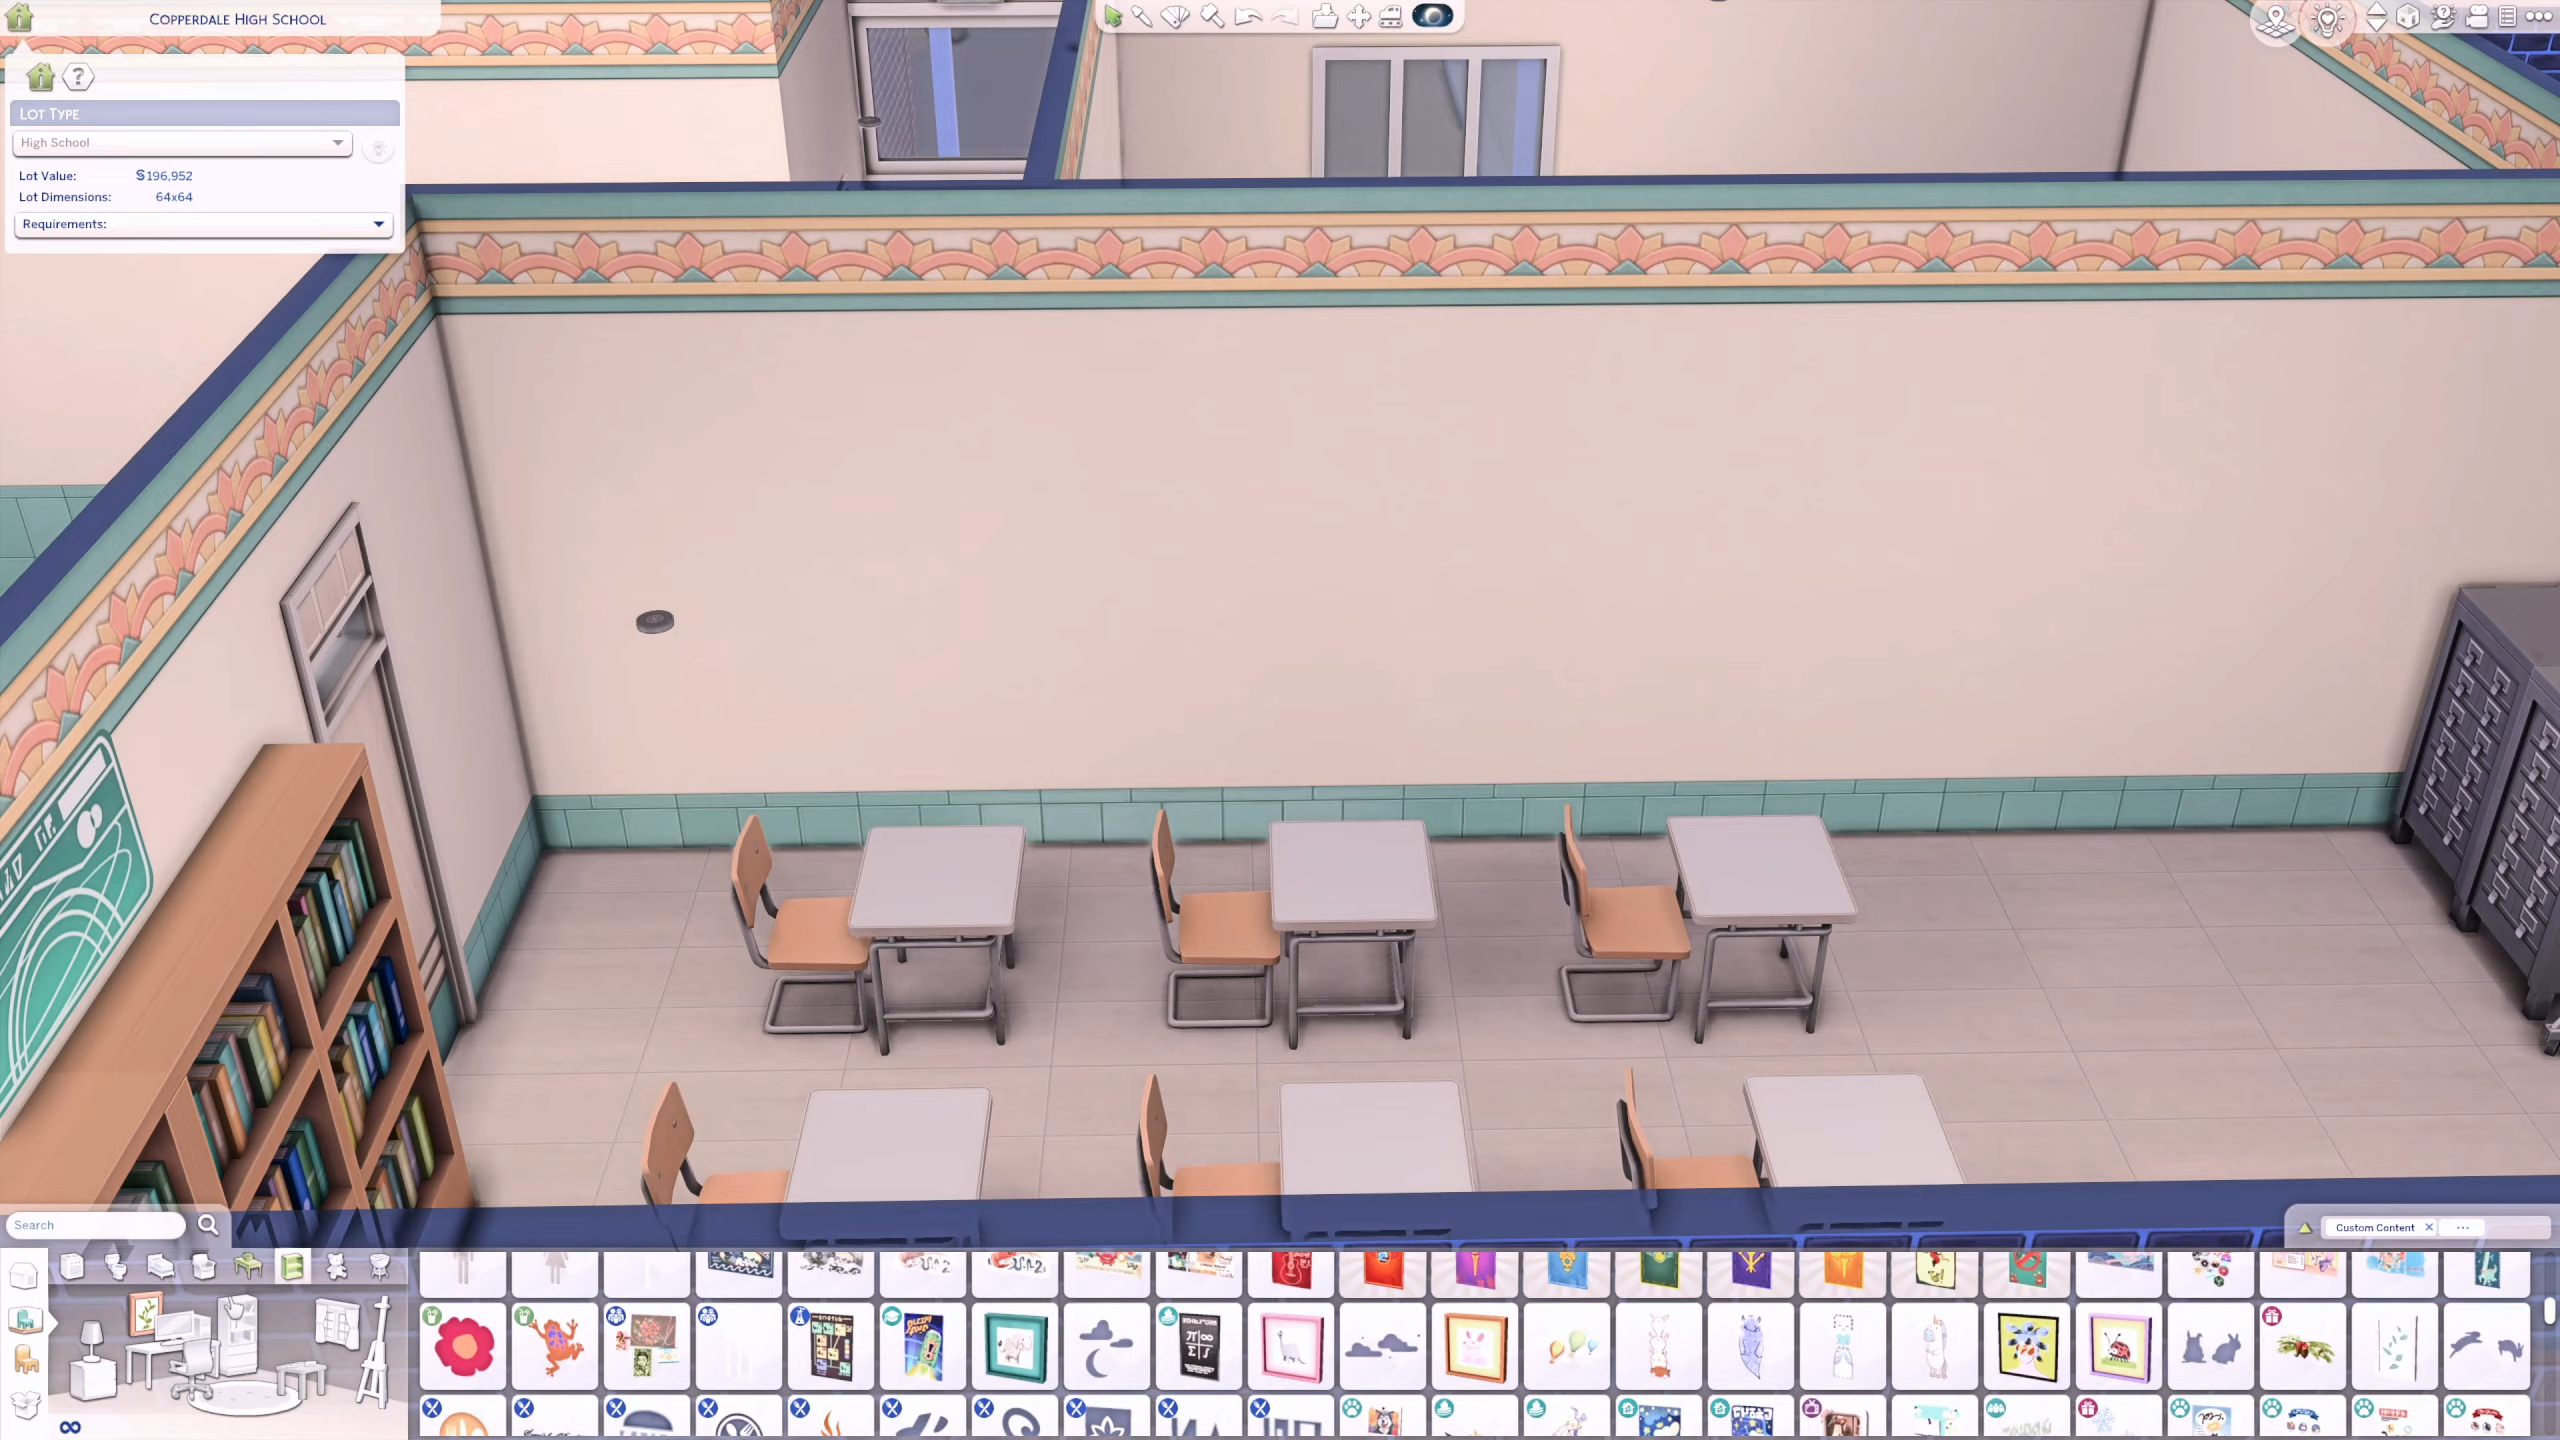 COPPERDALE HIGH SCHOOL
LOT TYPE
High School
Lot Value: §196,952
Lot Dimensions: 64x64
Requirements:
Search
Custom Content
...